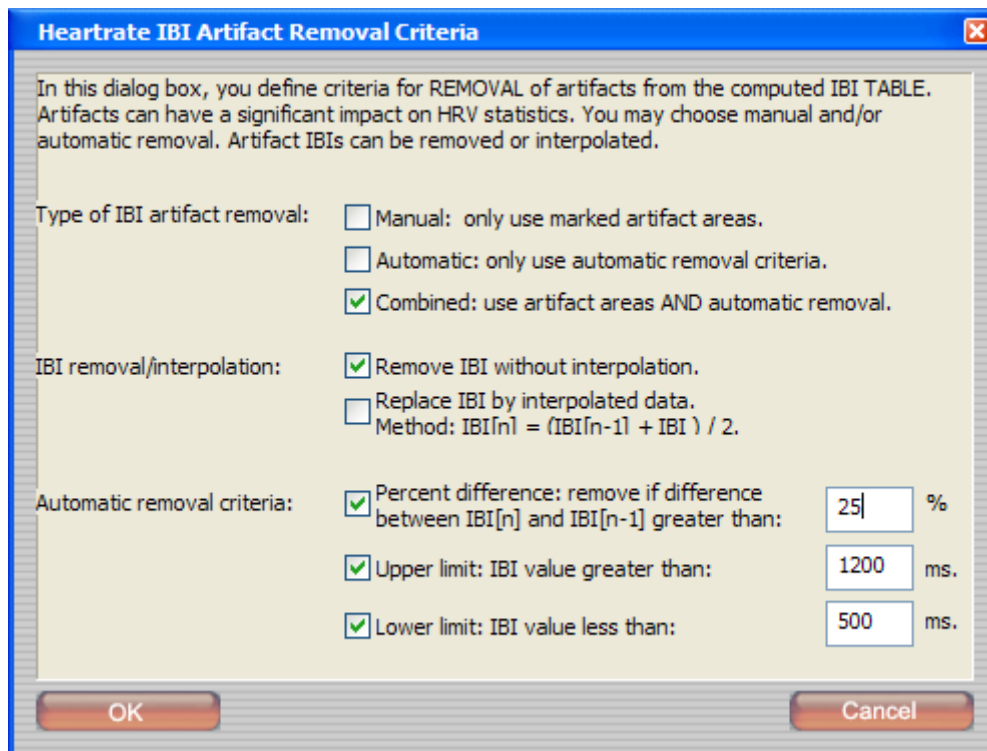 Heartrate IBI Artifact Removal Criteria
In this dialog box, you define criteria for REMOVAL of artifacts from the computed IBI TABLE.
Artifacts can have a significant impact on HRV statistics. You may choose manual and/or
automatic removal. Artifact IBIs can be removed or interpolated.
Type of IBI artifact removal:
Manual:  only use marked artifact areas.
Automatic: only use automatic removal criteria.
Combined: use artifact areas AND automatic removal.
IBI removal/interpolation:
Remove IBI without interpolation.
Replace IBI by interpolated data.
Method: IBI[n] = (IBI[n-1] + IBI ) / 2.
Automatic removal criteria:
Percent difference: remove if difference
between IBI[n] and IBI[n-1] greater than:
25 %
Upper limit: IBI value greater than: 1200 ms.
Lower limit: IBI value less than: 500 ms.
OK Cancel